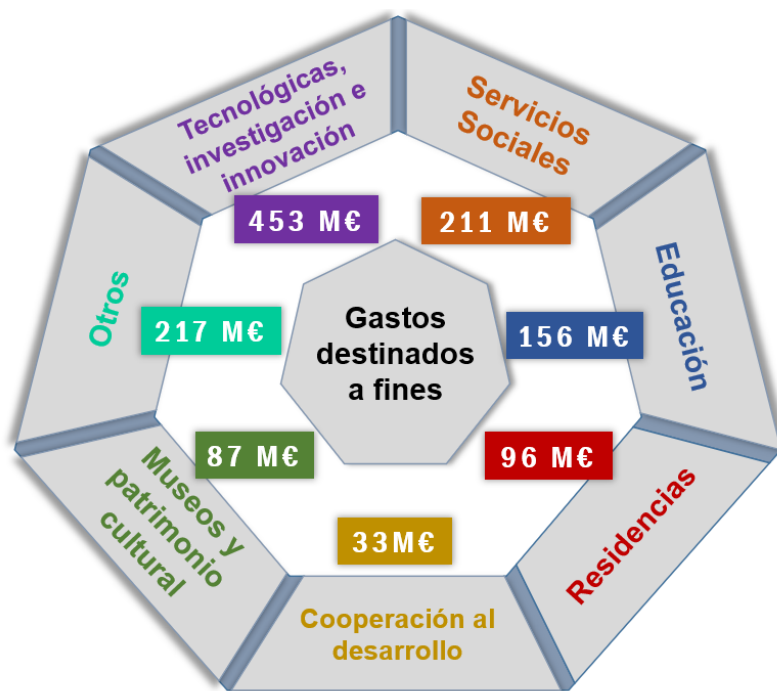 Tecnológicas,
investigación e
innovación
453 M€
Servicios
Sociales
211 M€
Educación
156 M€
Residencias
96 M€
Cooperación al
desarrollo
33M€
Museos y
patrimonio
cultural
87 M€
Otros
217 M€
Gastos
destinados
a fines